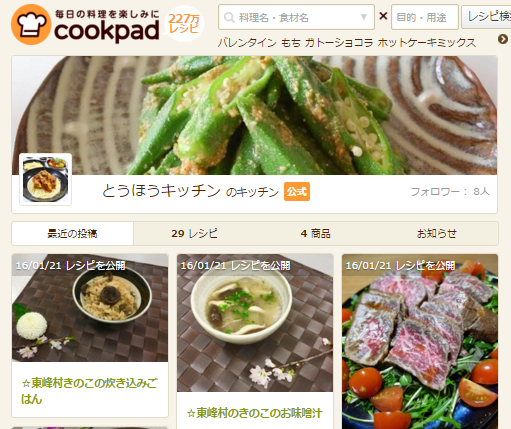 毎日の料理を楽しみに
cookpad
227万
レシピ
料理名・食材名
×
目的・用途
レシピ検
バレンタイン もち ガトーショコラ ホットケーキミックス
とうほうキッチン のキッチン 公式
フォロワー： 8人
最近の投稿
29 レシピ
4 商品
お知らせ
16/01/21 レシピを公開
16/01/21 レシピを公開
16/01/21 レシピを公開
☆東峰村きのこの炊き込みご
はん
☆東峰村のきのこのお味噌汁